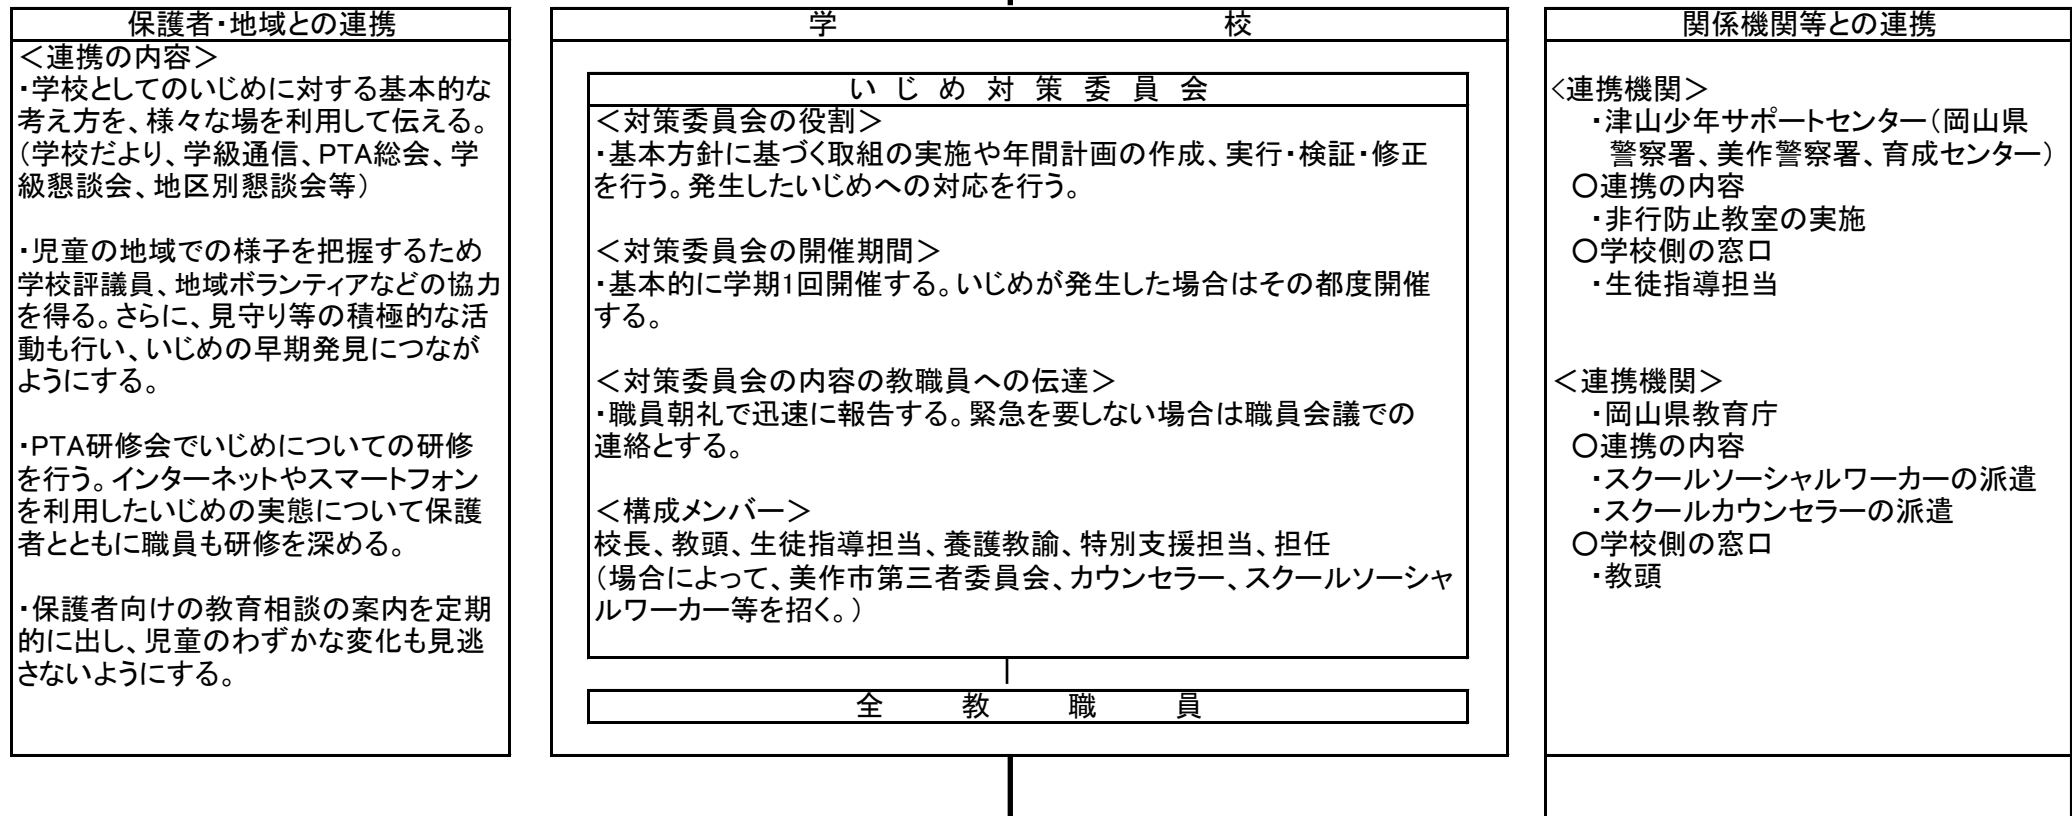 保護者・地域との連携
＜連携の内容＞
・学校としてのいじめに対する基本的な
考え方を、様々な場を利用して伝える。
（学校だより、学級通信、PTA総会、学
級懇談会、地区別懇談会等）
・児童の地域での様子を把握するため
学校評議員、地域ボランティアなどの協力
を得る。さらに、見守り等の積極的な活
動も行い、いじめの早期発見につなが
ようにする。
・PTA研修会でいじめについての研修
を行う。インターネットやスマートフォン
を利用したいじめの実態について保護
者とともに職員も研修を深める。
・保護者向けの教育相談の案内を定期
的に出し、児童のわずかな変化も見逃
さないようにする。
学　　　　校
いじめ対策委員会
＜対策委員会の役割＞
・基本方針に基づく取組の実施や年間計画の作成、実行・検証・修正
を行う。発生したいじめへの対応を行う。
＜対策委員会の開催期間＞
・基本的に学期1回開催する。いじめが発生した場合はその都度開催
する。
＜対策委員会の内容の教職員への伝達＞
・職員朝礼で迅速に報告する。緊急を要しない場合は職員会議での
連絡とする。
＜構成メンバー＞
校長、教頭、生徒指導担当、養護教諭、特別支援担当、担任
（場合によって、美作市第三者委員会、カウンセラー、スクールソーシャ
ルワーカー等を招く。）
全　教　職　員
関係機関等との連携
<連携機関＞
・津山少年サポートセンター（岡山県
警察署、美作警察署、育成センター）
〇連携の内容
・非行防止教室の実施
〇学校側の窓口
・生徒指導担当
＜連携機関＞
・岡山県教育庁
〇連携の内容
・スクールソーシャルワーカーの派遣
・スクールカウンセラーの派遣
〇学校側の窓口
・教頭